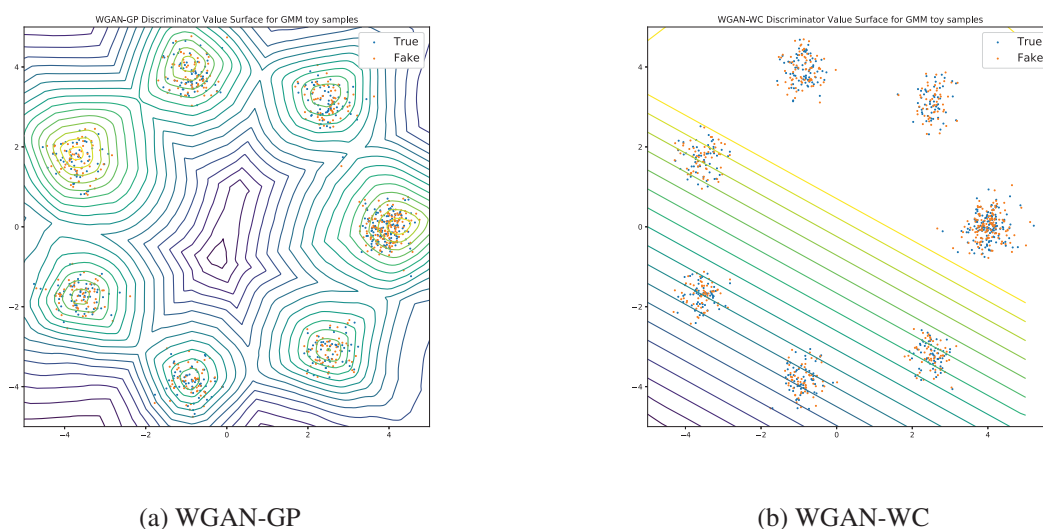 WGAN-GP Discriminator Value Surface for GMM toy samples
True
Fake
4
2
0
−2
−4
−4
−2
0
2
4
(a) WGAN-GP
WGAN-WC Discriminator Value Surface for GMM toy samples
True
Fake
4
2
0
−2
−4
−4
−2
0
2
4
(b) WGAN-WC